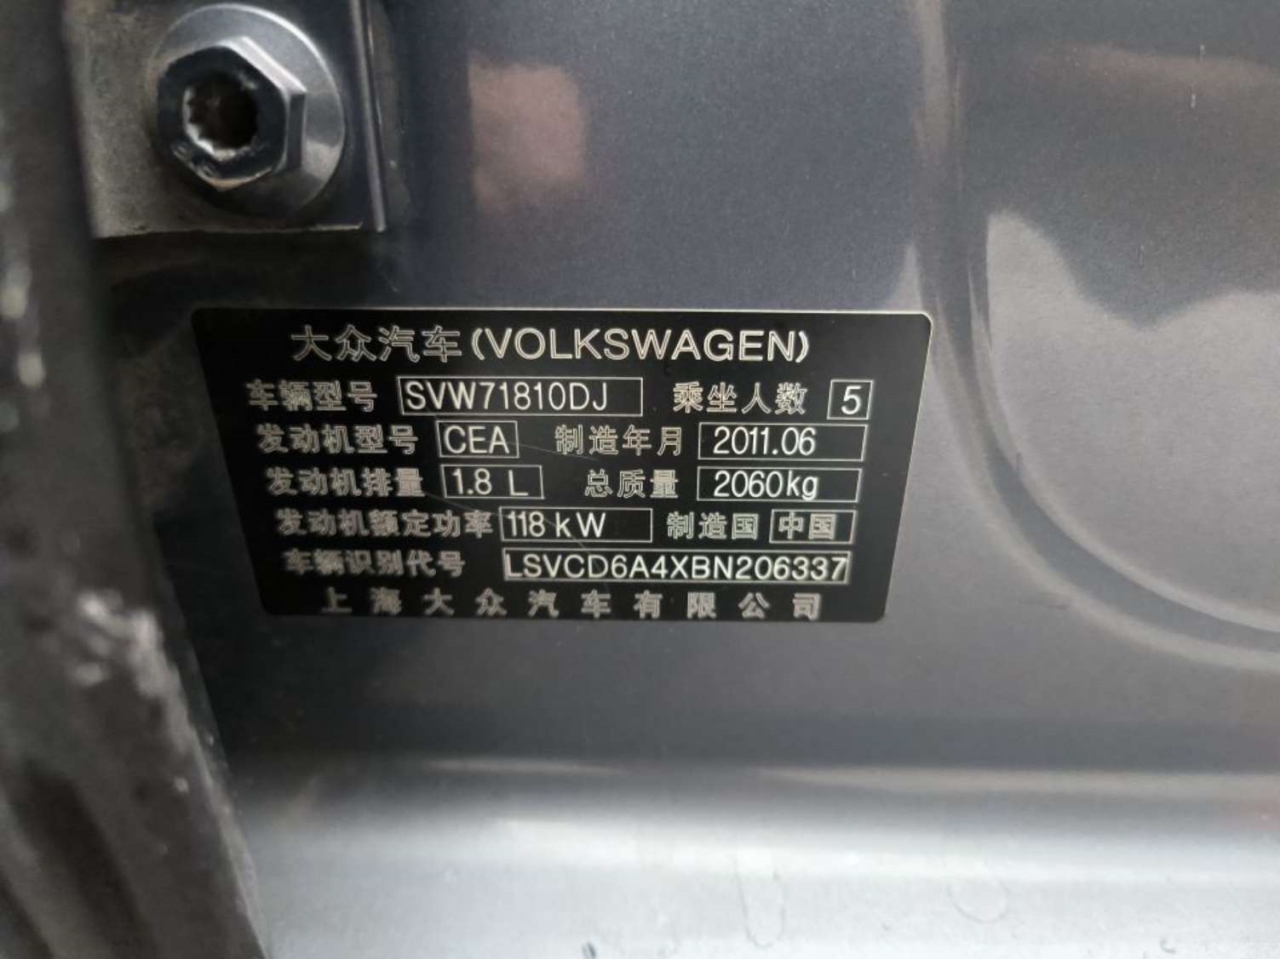 大众汽车(VOLKSWAGEN)
车辆型号 SVW71810DJ 乘坐人数 5
发动机型号 CEA 制造年月 2011.06
发动机排量 1.8 L 总质量 2060kg
发动机额定功率 118kW 制造国 中国
车辆识别代号 LSVCD6A4XBN206337
上海大众汽车有限公司